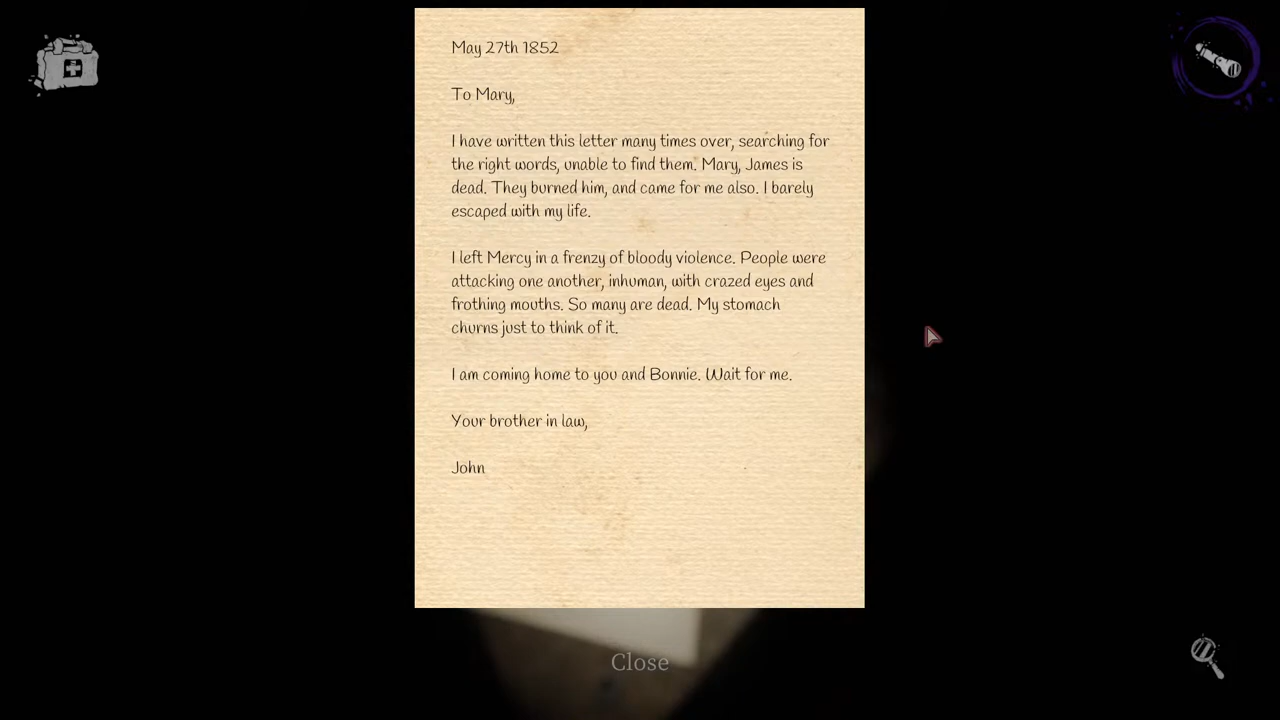 May 27th 1852
To Mary,
I have written this letter many times over, searching for
the right words, unable to find them. Mary, James is
dead. They burned him, and came for me also. I barely
escaped with my life.
I left Mercy in a frenzy of bloody violence. People were
attacking one another, inhuman, with crazed eyes and
frothing mouths. So many are dead. My stomach
churns just to think of it.
I am coming home to you and Bonnie. Wait for me.
Your brother in law,
John
Close